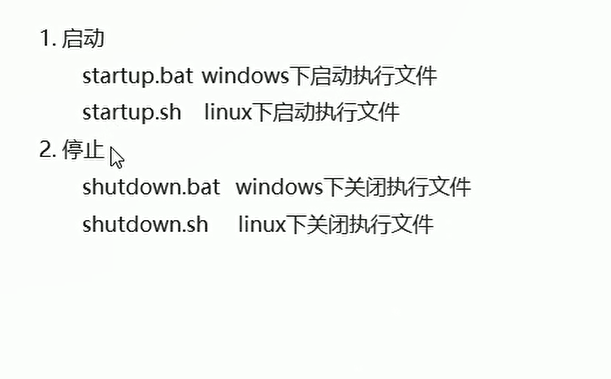 1. 启动
startup.bat windows下启动执行文件
startup.sh linux下启动执行文件
2. 停止
shutdown.bat windows下关闭执行文件
shutdown.sh linux下关闭执行文件